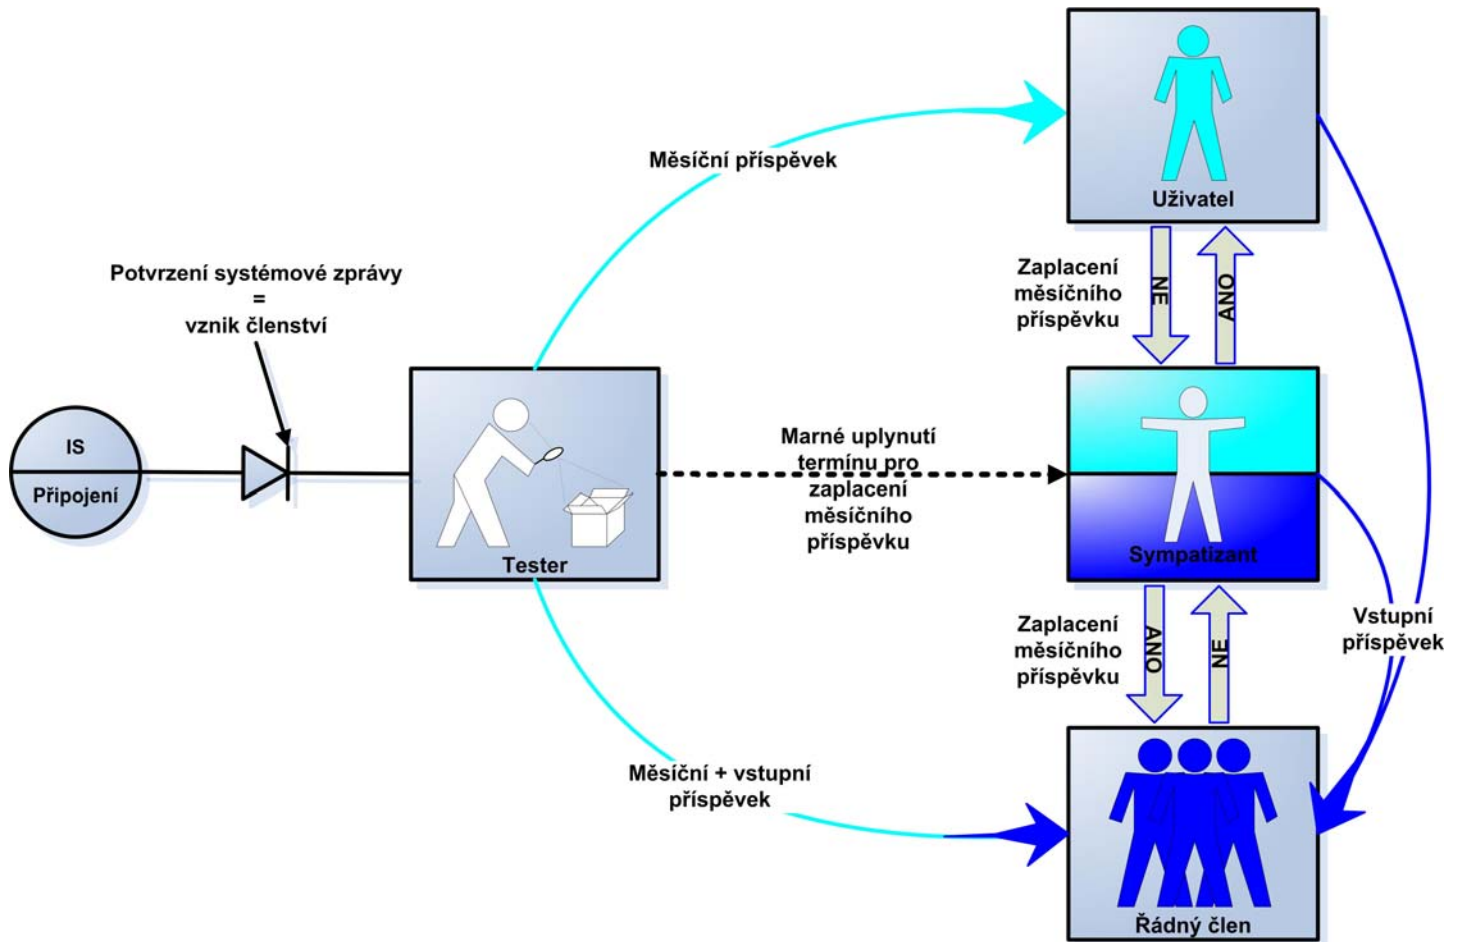 Uživatel
Měsíční příspěvek
Potvrzení systémové zprávy
=
vznik členství
Zaplacení
měsíčního
příspěvku
NE
ANO
IS
Připojení
Tester
Marné uplynutí
termínu pro
zaplacení
měsíčního
příspěvku
Sympatizant
Zaplacení
měsíčního
příspěvku
ANO
NE
Vstupní
příspěvek
Měsíční + vstupní
příspěvek
Řádný člen